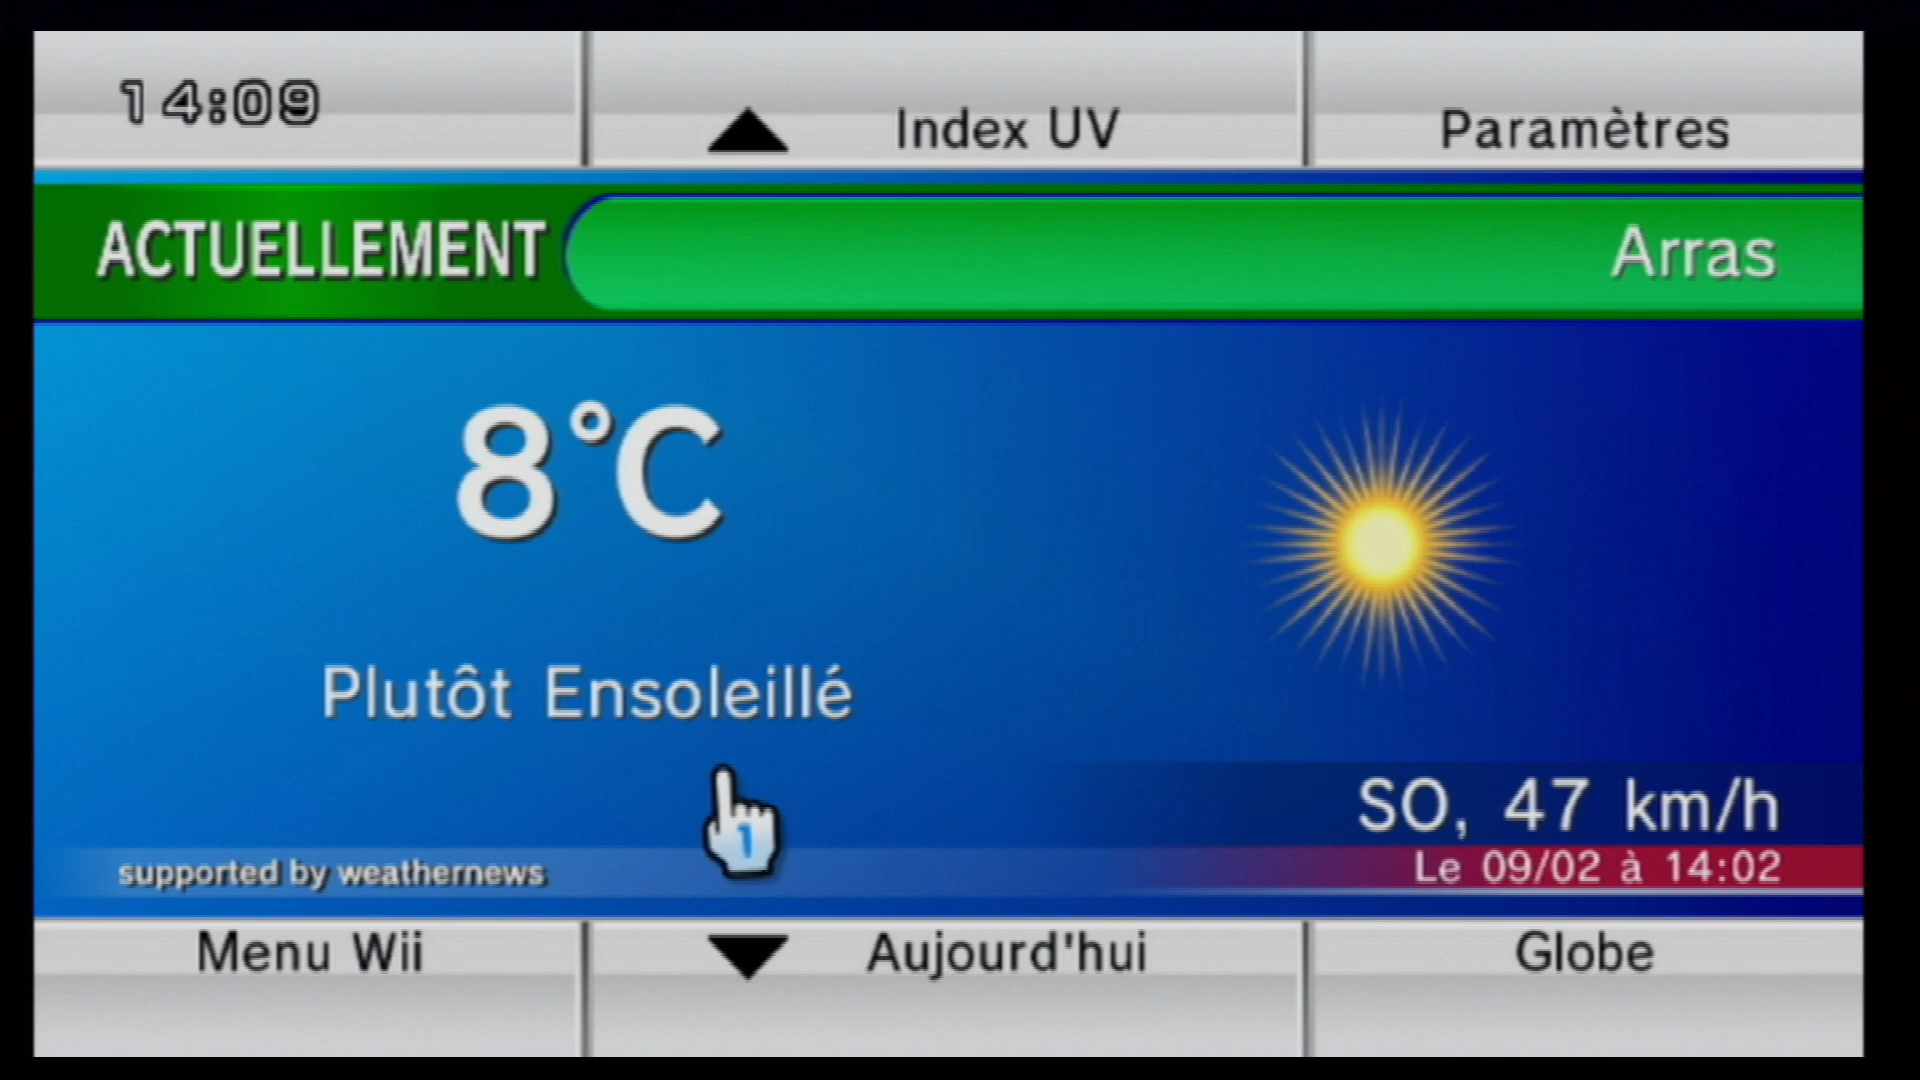 14:09
Index UV
Paramètres
ACTUELLEMENT
Arras
8°C
Plutôt Ensoleillé
1
SO, 47 km/h
supported by weathernews
Le 09/02 à 14:02
Menu Wii
Aujourd'hui
Globe